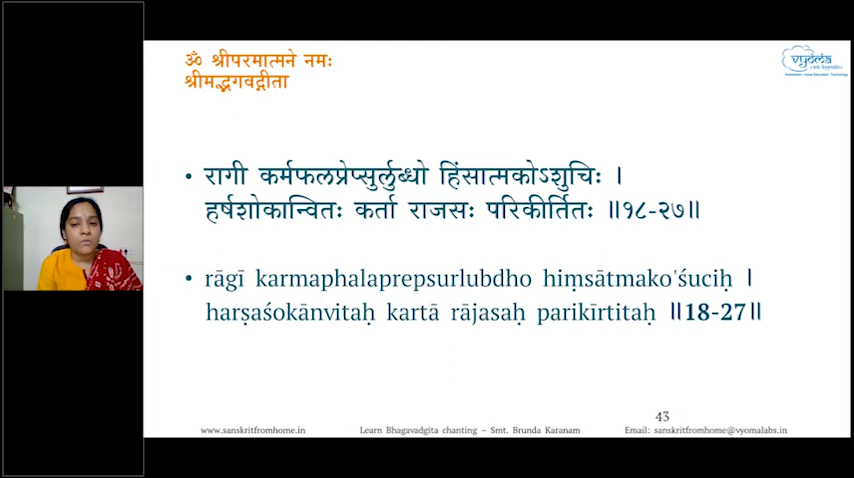 ॐ श्रीपरमात्मने नमः
श्रीमद्भगवद्गीता
vyoma
• रागी कर्मफलप्रेप्सुर्लुब्धो हिंसात्मकोऽशुचिः ।
हर्षशोकान्वितः कर्ता राजसः परिकीर्तितः ॥१८-२७॥
• rāgī karmaphalaprepsurlubdho hiṃsātmako'śuciḥ ।
harṣaśokānvitaḥ kartā rājasaḥ parikīrtitaḥ ॥18-27॥
43
www.sanskritfromhome.in Learn Bhagavadgita chanting – Smt. Brunda Karanam Email: sanskritfromhome@vyomalabs.in